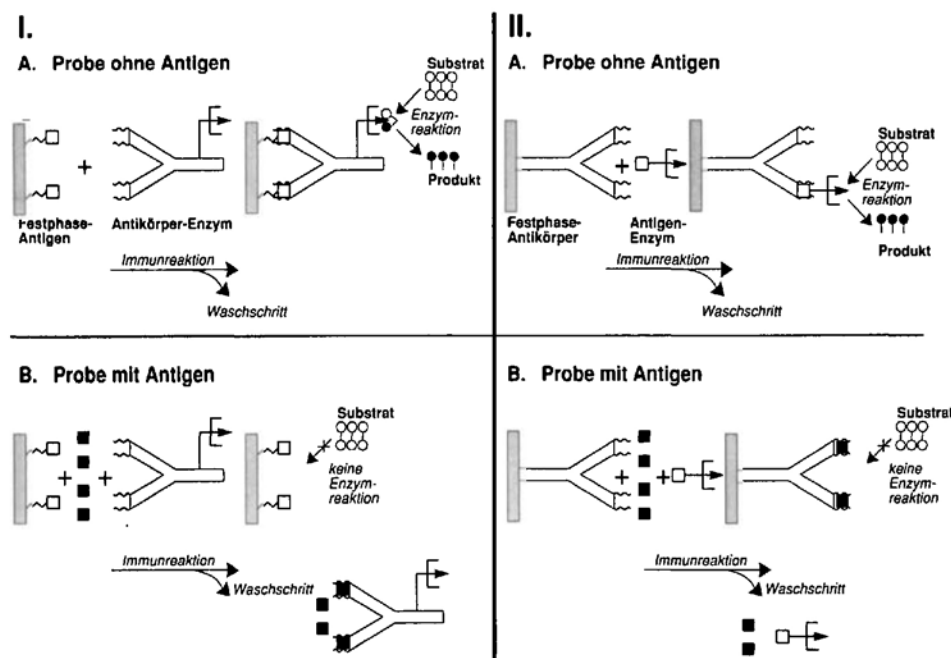 I.
A. Probe ohne Antigen
Substrat
Enzym-
reaktion
Produkt
+
Festphase-
Antigen
Antikörper-Enzym
Immunreaktion
Waschschritt
B. Probe mit Antigen
Substrat
keine
Enzym-
reaktion
+ +
Immunreaktion
Waschschritt
II.
A. Probe ohne Antigen
Substrat
Enzym-
reaktion
Produkt
+
Festphase-
Antikörper
Antigen-
Enzym
Immunreaktion
Waschschritt
B. Probe mit Antigen
Substrat
keine
Enzym-
reaktion
+ +
Immunreaktion
Waschschritt